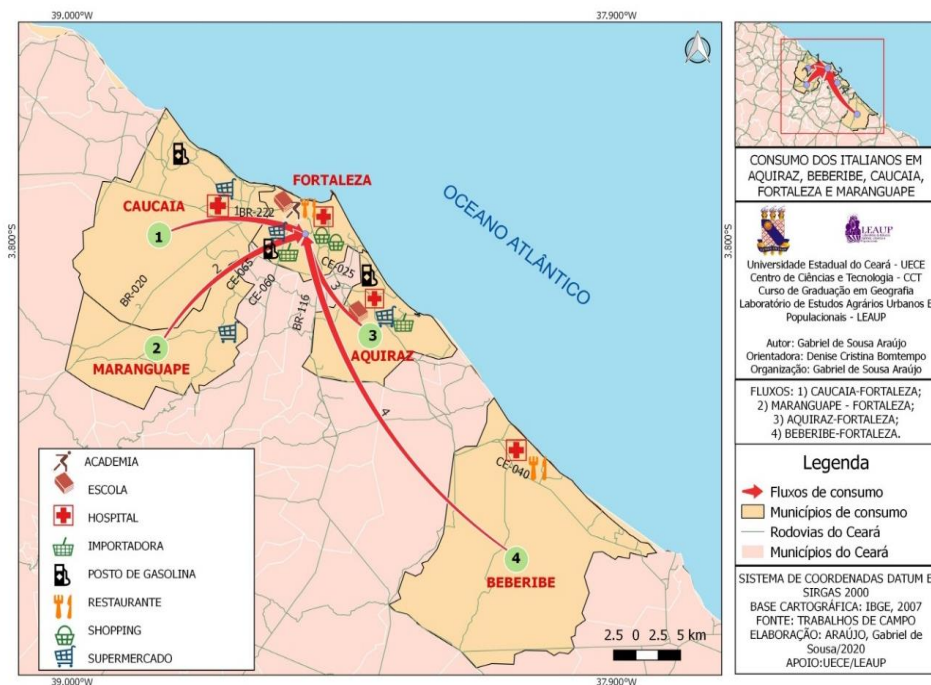 39.000°W
37.900°W
3.800°S
3.800°S
FORTALEZA
CAUCAIA
OCEANO ATLÂNTICO
1
1
BR-222
2
CE-065
CE-060
CE-025
BR-020
BR-116
3
2
MARANGUAPE
3
AQUIRAZ
4
CE-040
4
BEBERIBE
ACADEMIA
ESCOLA
HOSPITAL
IMPORTADORA
POSTO DE GASOLINA
RESTAURANTE
SHOPPING
SUPERMERCADO
2.5 0 2.5 5 km
39.000°W
37.900°W
CONSUMO DOS ITALIANOS EM
AQUIRAZ, BEBERIBE, CAUCAIA,
FORTALEZA E MARANGUAPE
LEAUP
Universidade Estadual do Ceará - UECE
Centro de Ciências e Tecnologia - CCT
Curso de Graduação em Geografia
Laboratório de Estudos Agrários Urbanos E
Populacionais - LEAUP
Autor: Gabriel de Sousa Araújo
Orientadora: Denise Cristina Bomtempo
Organização: Gabriel de Sousa Araújo
FLUXOS: 1) CAUCAIA-FORTALEZA;
2) MARANGUAPE - FORTALEZA;
3) AQUIRAZ-FORTALEZA;
4) BEBERIBE-FORTALEZA.
Legenda
Fluxos de consumo
Municípios de consumo
Rodovias do Ceará
Municípios do Ceará
SISTEMA DE COORDENADAS DATUM E
SIRGAS 2000
BASE CARTOGRÁFICA: IBGE, 2007
FONTE: TRABALHOS DE CAMPO
ELABORAÇÃO: ARAÚJO, Gabriel de
Sousa/2020
APOIO:UECE/LEAUP